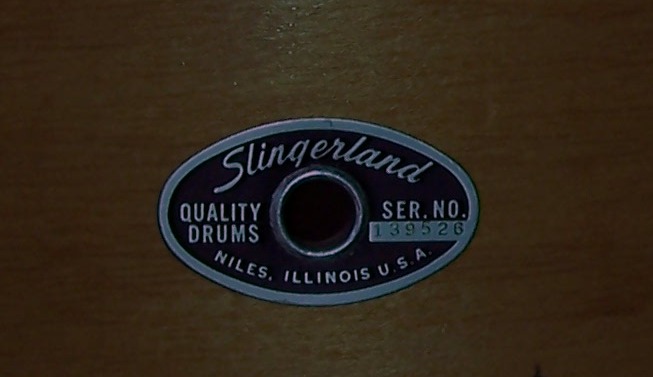 Slingerland
QUALITY
DRUMS
SER. NO.
139526
NILES, ILLINOIS U.S.A.